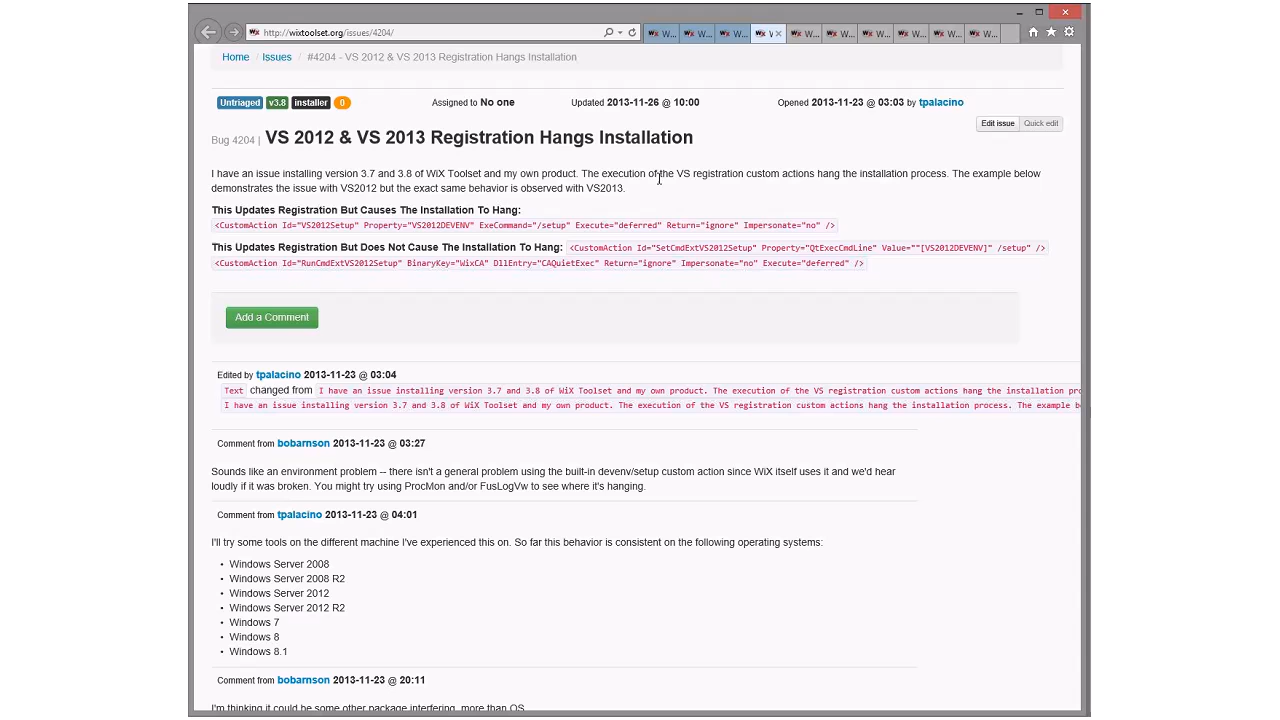 http://wixtoolset.org/issues/4204/
W... W... W... W W... W... W... W... W... W...
Home / Issues / #4204 - VS 2012 & VS 2013 Registration Hangs Installation
Untriaged v3.8 installer 0 Assigned to No one Updated 2013-11-26 @ 10:00 Opened 2013-11-23 @ 03:03 by tpalacino
Edit issue Quick edit
Bug 4204 | VS 2012 & VS 2013 Registration Hangs Installation
I have an issue installing version 3.7 and 3.8 of WiX Toolset and my own product. The execution of the VS registration custom actions hang the installation process. The example below
demonstrates the issue with VS2012 but the exact same behavior is observed with VS2013.
This Updates Registration But Causes The Installation To Hang:
<CustomAction Id="VS2012Setup" Property="VS2012DEVENV" ExeCommand="/setup" Execute="deferred" Return="ignore" Impersonate="no" />
This Updates Registration But Does Not Cause The Installation To Hang: <CustomAction Id="SetCmdExtVS2012Setup" Property="QtExecCmdLine" Value=""[VS2012DEVENV]" /setup" />
<CustomAction Id="RunCmdExtVS2012Setup" BinaryKey="WixCA" DllEntry="CAQuietExec" Return="ignore" Impersonate="no" Execute="deferred" />
Add a Comment
Edited by tpalacino 2013-11-23 @ 03:04
Text changed from I have an issue installing version 3.7 and 3.8 of WiX Toolset and my own product. The execution of the VS registration custom actions hang the installation pro
I have an issue installing version 3.7 and 3.8 of WiX Toolset and my own product. The execution of the VS registration custom actions hang the installation process. The example b
Comment from bobarnson 2013-11-23 @ 03:27
Sounds like an environment problem -- there isn't a general problem using the built-in devenv/setup custom action since WiX itself uses it and we'd hear
loudly if it was broken. You might try using ProcMon and/or FusLogVw to see where it's hanging.
Comment from tpalacino 2013-11-23 @ 04:01
I'll try some tools on the different machine I've experienced this on. So far this behavior is consistent on the following operating systems:
• Windows Server 2008
• Windows Server 2008 R2
• Windows Server 2012
• Windows Server 2012 R2
• Windows 7
• Windows 8
• Windows 8.1
Comment from bobarnson 2013-11-23 @ 20:11
I'm thinking it could be some other package interfering, more than OS.